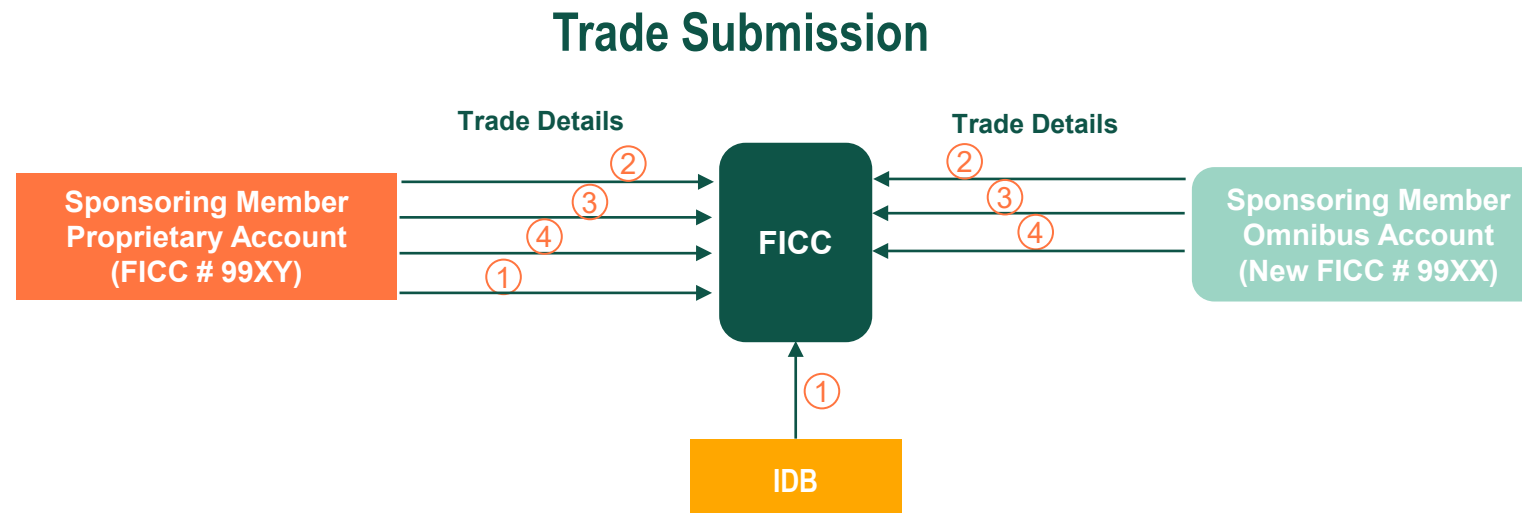 Trade Submission
Trade Details
Trade Details
②
③
④
①
②
③
④
Sponsoring Member
Proprietary Account
(FICC # 99XY)
FICC
Sponsoring Member
Omnibus Account
(New FICC # 99XX)
①
IDB